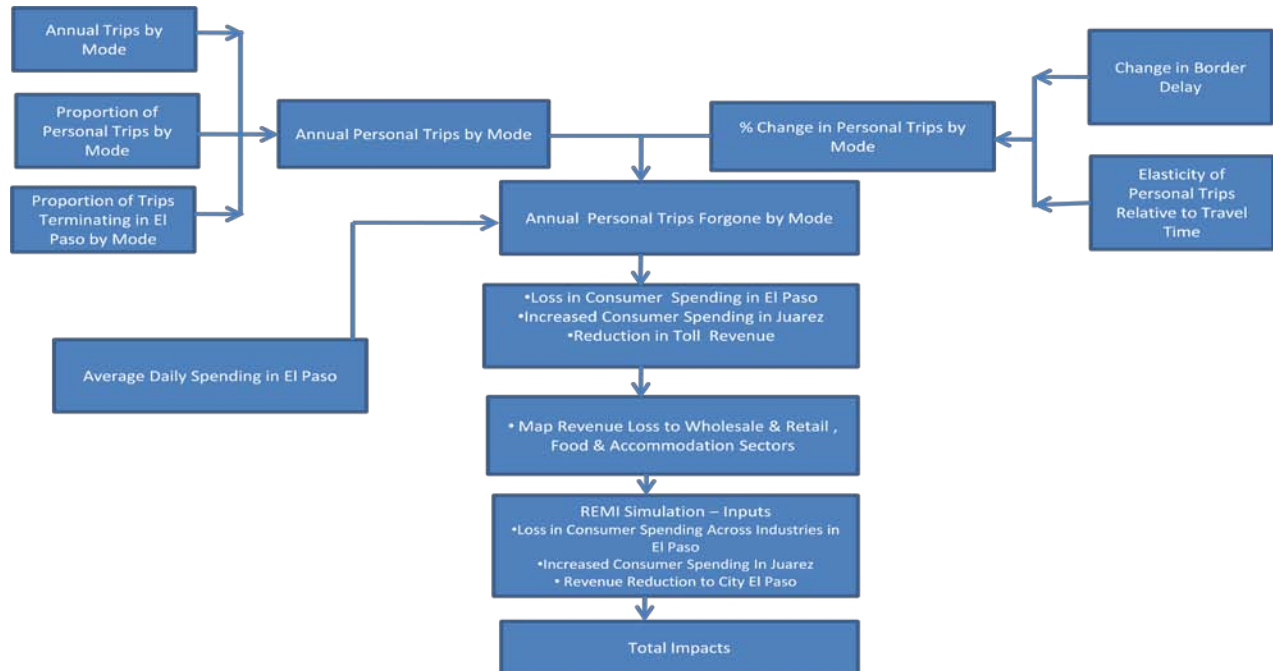 Annual Trips by
Mode
Proportion of
Personal Trips by
Mode
Proportion of Trips
Terminating in El
Paso by Mode
Annual Personal Trips by Mode
% Change in Personal Trips by
Mode
Change in Border
Delay
Elasticity of
Personal Trips
Relative to Travel
Time
Annual Personal Trips Forgone by Mode
•Loss in Consumer Spending in El Paso
•Increased Consumer Spending in Juarez
•Reduction in Toll Revenue
Average Daily Spending in El Paso
• Map Revenue Loss to Wholesale & Retail ,
Food & Accommodation Sectors
REMI Simulation – Inputs
•Loss in Consumer Spending Across Industries in
El Paso
•Increased Consumer Spending In Juarez
• Revenue Reduction to City El Paso
Total Impacts